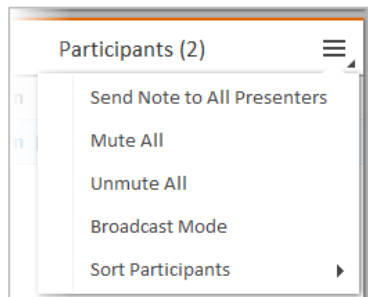 Participants (2)
Send Note to All Presenters
Mute All
Unmute All
Broadcast Mode
Sort Participants